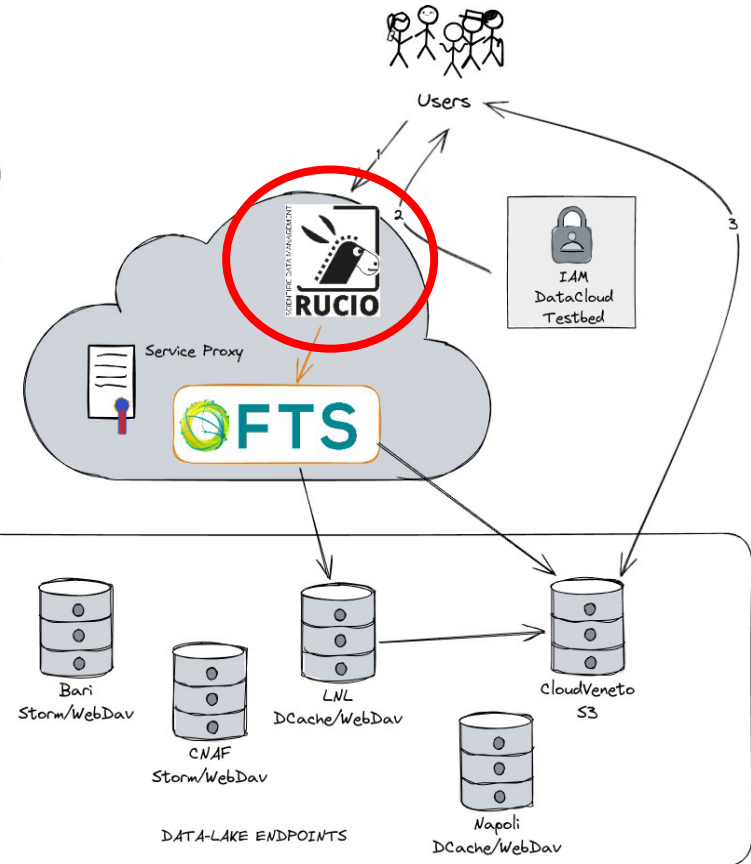 Users
1
2
3
SCIENTIFIC DATA MANAGEMENT
RUCIO
IAM
DataCloud
Testbed
Service Proxy
FTS
Bari
Storm/WebDav
CNAF
Storm/WebDav
LNL
DCache/WebDav
CloudVeneto
S3
Napoli
DCache/WebDav
DATA-LAKE ENDPOINTS